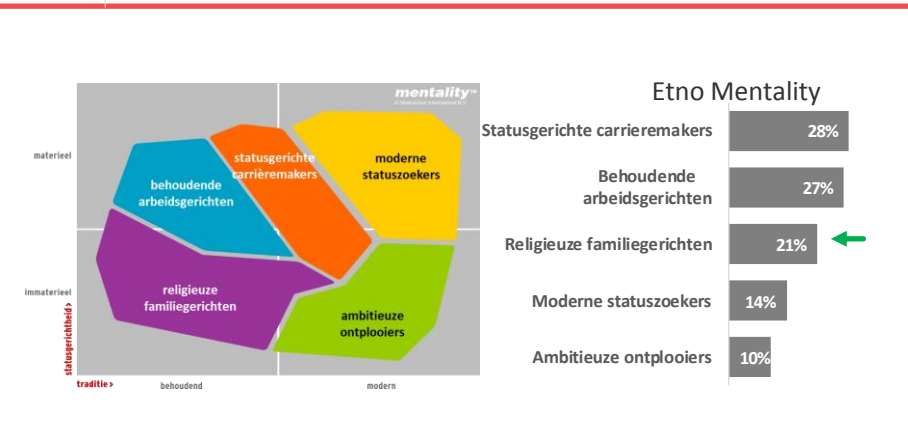 mentality™
materieel
immaterieel
statusgerichtheid >
traditie >
behoudend
modern
behoudende
arbeidsgerichten
statusgerichte
carrièremakers
moderne
statuszoekers
religieuze
familiegerichten
ambitieuze
ontplooiers
Etno Mentality
Statusgerichte carrieremakers 28%
Behoudende
arbeidsgerichten 27%
Religieuze familiegerichten 21%
Moderne statuszoekers 14%
Ambitieuze ontplooiers 10%